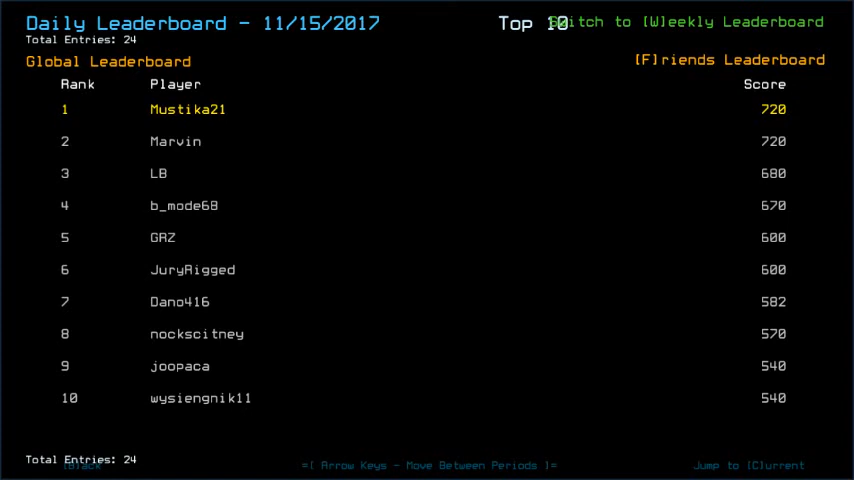 Daily Leaderboard - 11/15/2017 Top 10 Switch to [W]eekly Leaderboard
Total Entries: 24
Global Leaderboard [F]riends Leaderboard
Rank Player Score
1 Mustika21 720
2 Marvin 720
3 LB 680
4 b_mode68 670
5 GRZ 600
6 JuryRigged 600
7 Dano416 582
8 nockscitney 570
9 joopaca 540
10 wysiengnik11 540
Total Entries: 24
[B]ack =[ Arrow Keys - Move Between Periods ]= Jump to [C]urrent